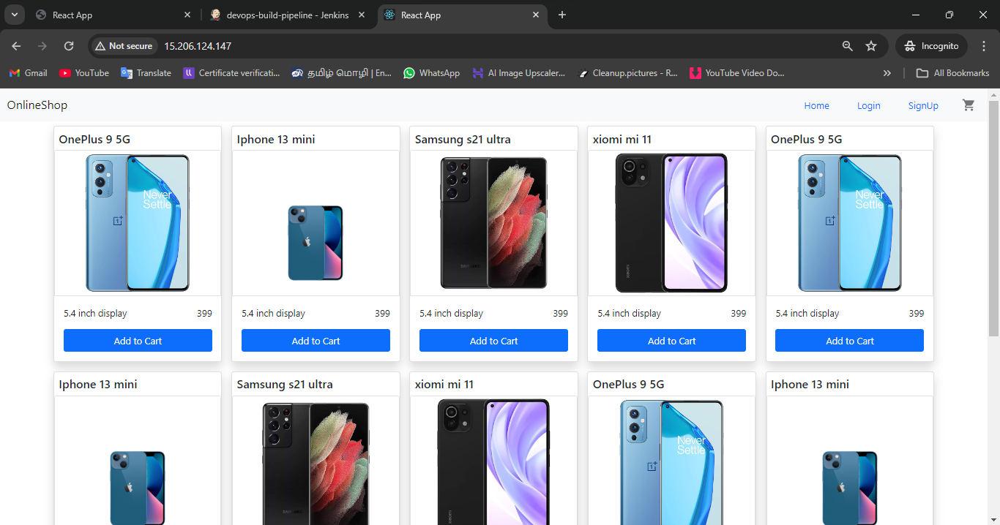 React App
devops-build-pipeline - Jenkins
React App
Not secure
15.206.124.147
Incognito
Gmail
YouTube
Translate
Certificate verificati...
தமிழ் மொழி | En...
WhatsApp
AI Image Upscaler...
Cleanup.pictures - R...
YouTube Video Do...
All Bookmarks
OnlineShop
Home
Login
SignUp
OnePlus 9 5G
Iphone 13 mini
Samsung s21 ultra
xiomi mi 11
OnePlus 9 5G
Never
Settle
SAMSUNG
xiaomi
Never
Settle
5.4 inch display 399
5.4 inch display 399
5.4 inch display 399
5.4 inch display 399
5.4 inch display 399
Add to Cart
Add to Cart
Add to Cart
Add to Cart
Add to Cart
Iphone 13 mini
Samsung s21 ultra
xiomi mi 11
OnePlus 9 5G
Iphone 13 mini
SAMSUNG
Never
Settle